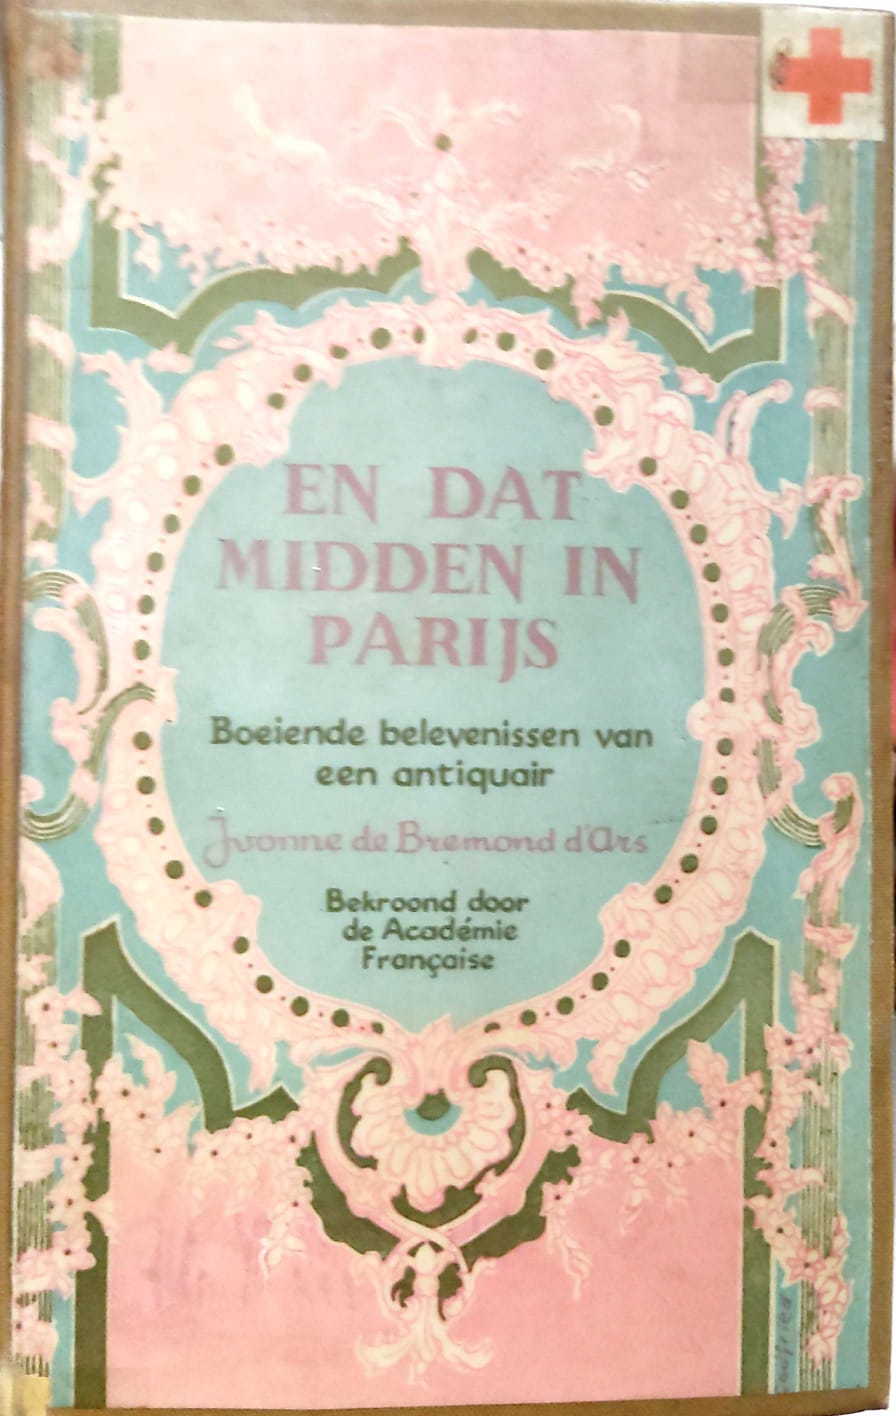 EN DAT
MIDDEN IN
PARIJS
Boeiende belevenissen van
een antiquair
Yvonne de Bremond d'Ars
Bekroond door
de Académie
Française